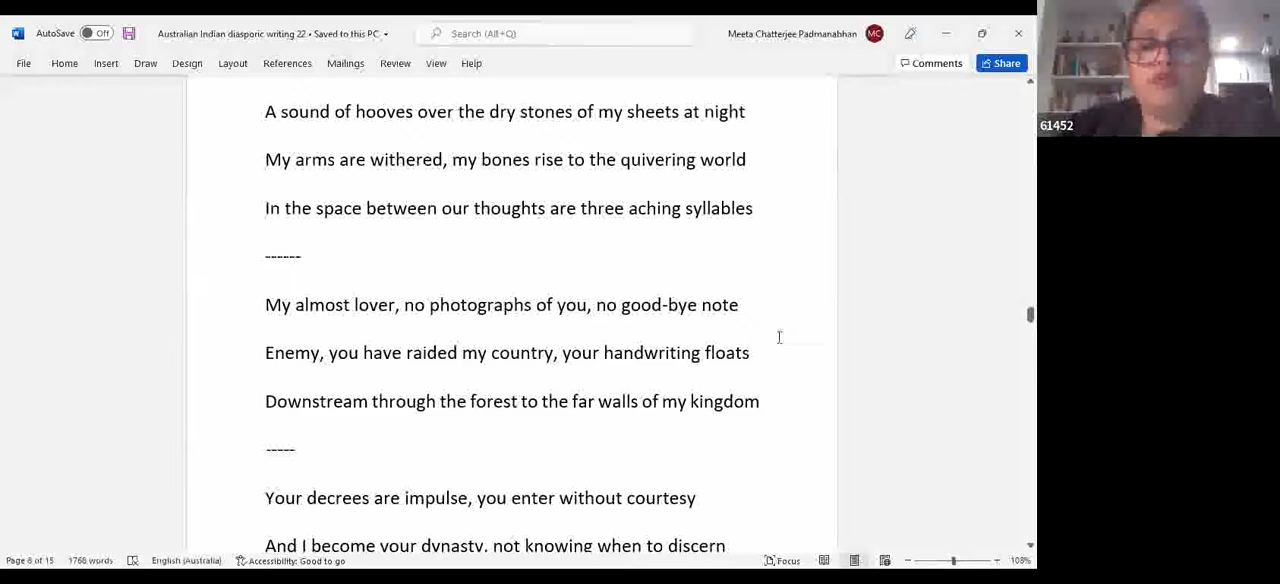 AutoSave Off Australian Indian diasporic writing 22 • Saved to this PC Search (Alt+Q) Meeta Chatterjee Padmanabhan MC
File Home Insert Draw Design Layout References Mailings Review View Help Comments Share
A sound of hooves over the dry stones of my sheets at night
My arms are withered, my bones rise to the quivering world
In the space between our thoughts are three aching syllables
------
My almost lover, no photographs of you, no good-bye note
Enemy, you have raided my country, your handwriting floats
Downstream through the forest to the far walls of my kingdom
-----
Your decrees are impulse, you enter without courtesy
And I become your dynasty, not knowing when to discern
Page 8 of 15 1768 words English (Australia) Accessibility: Good to go Focus 108%
61452